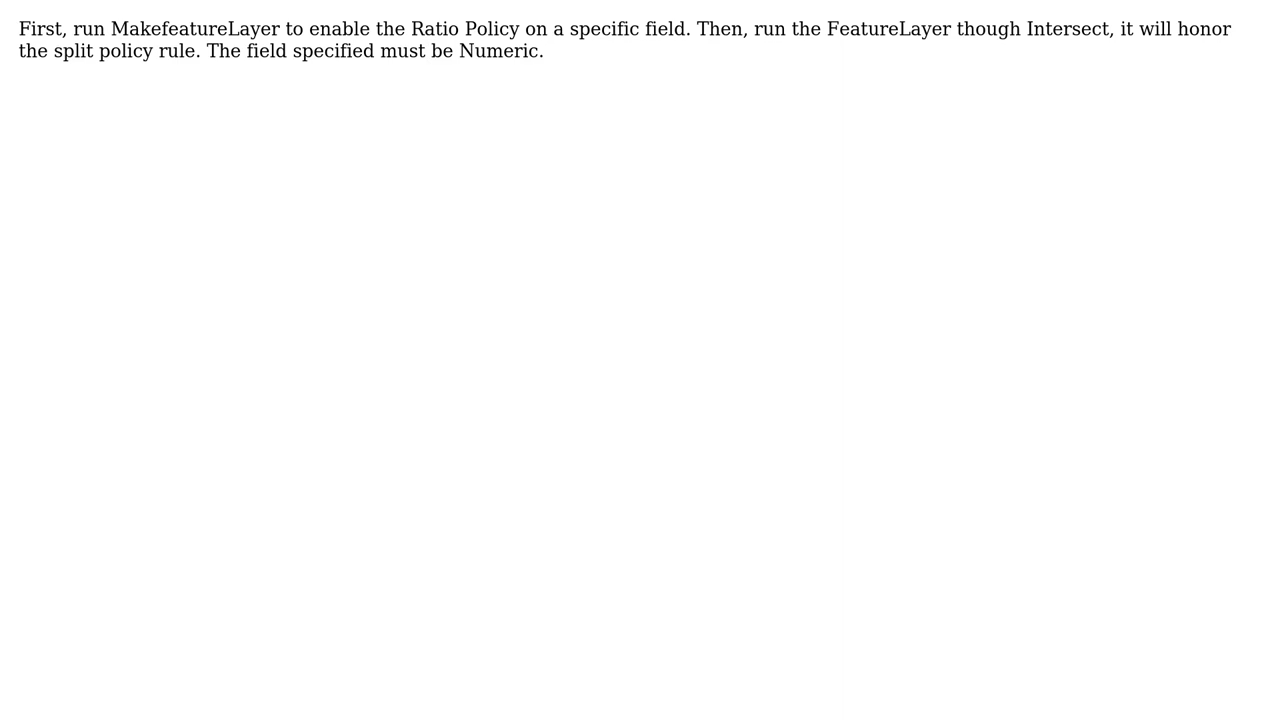 First, run MakefeatureLayer to enable the Ratio Policy on a specific field. Then, run the FeatureLayer though Intersect, it will honor
the split policy rule. The field specified must be Numeric.